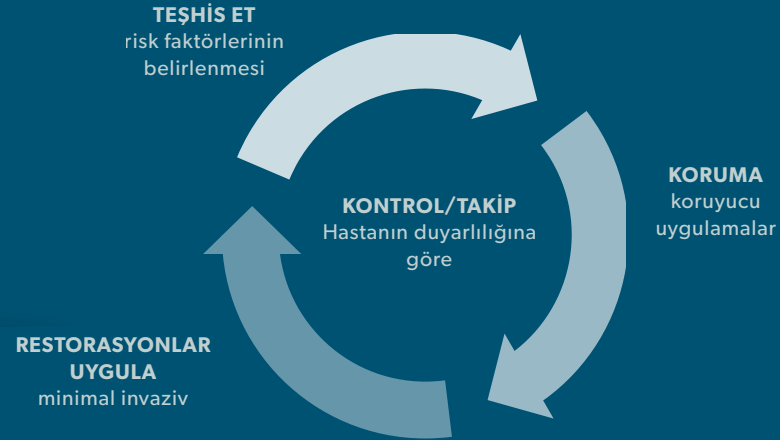 TEŞHİS ET
risk faktörlerinin
belirlenmesi
KORUMA
koruyucu
uygulamalar
KONTROL/TAKİP
Hastanın duyarlılığına
göre
RESTORASYONLAR
UYGULA
minimal invaziv